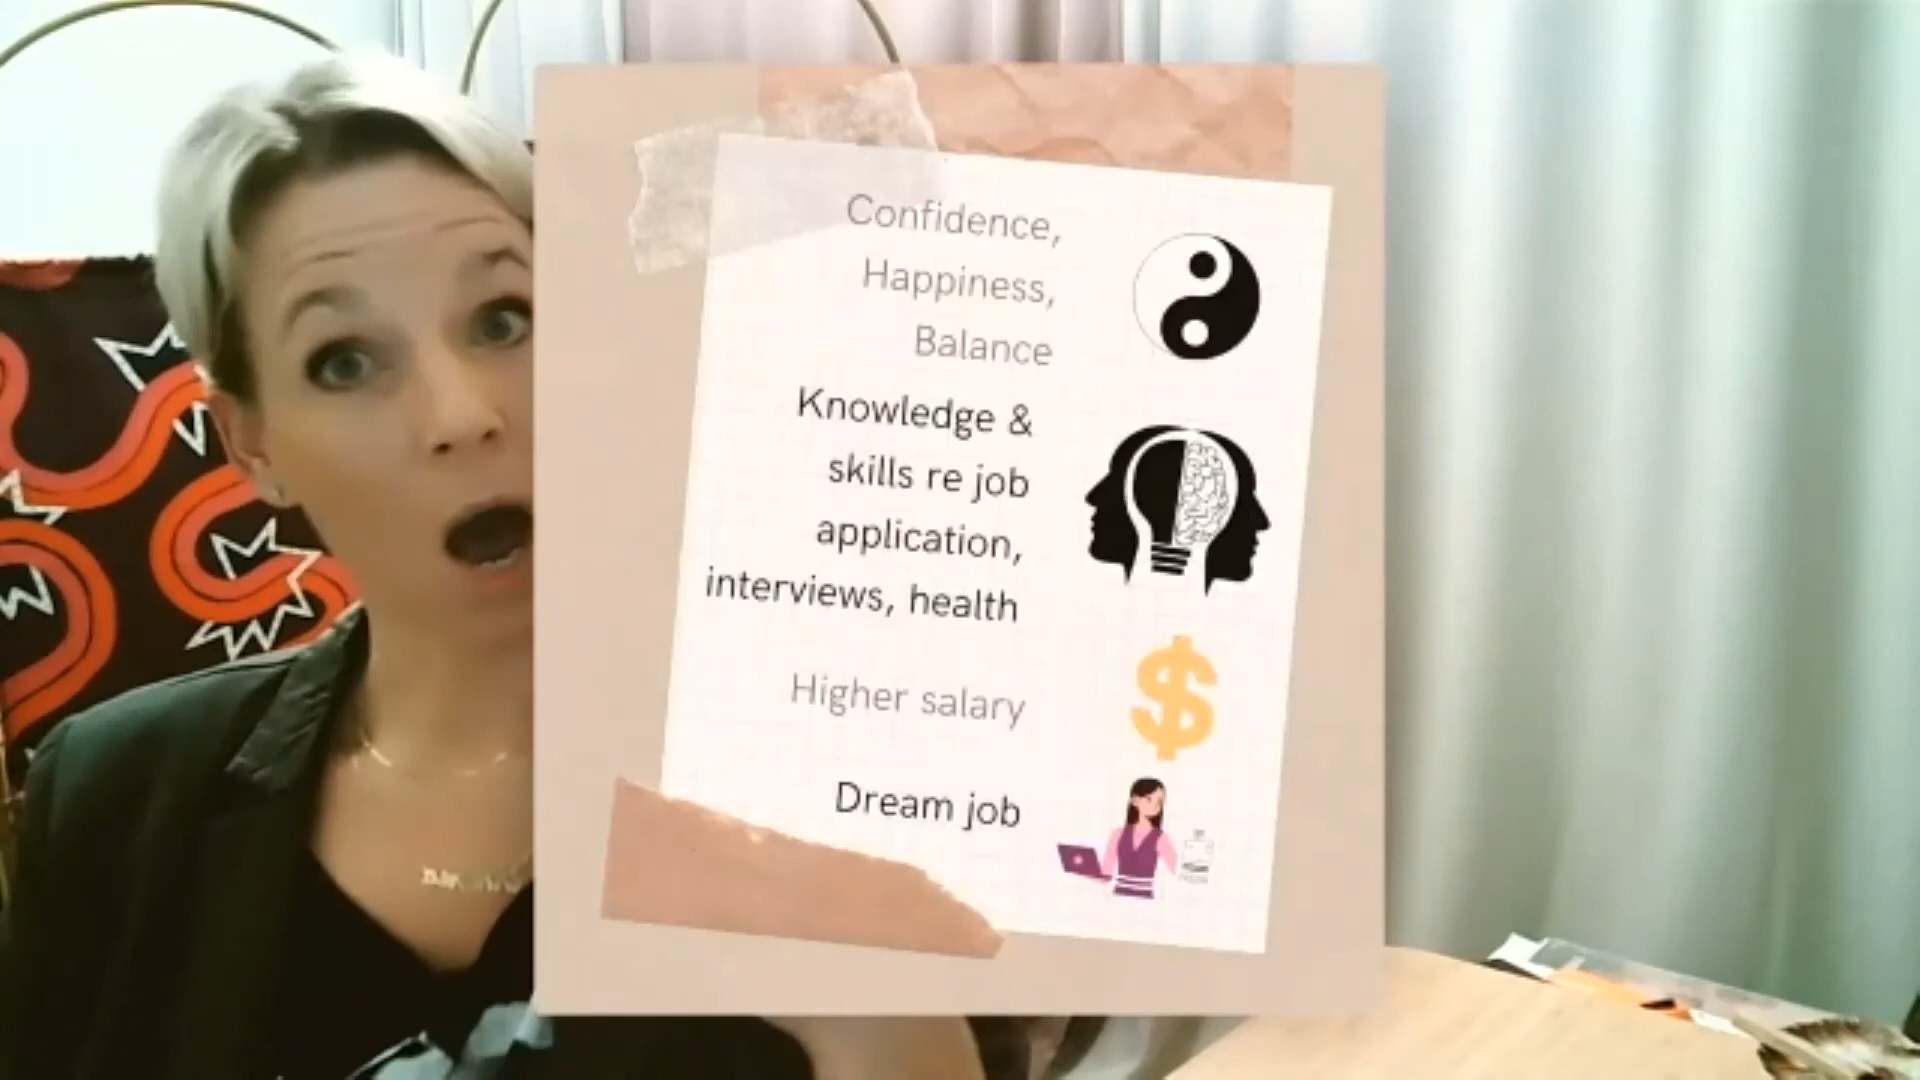 Confidence,
Happiness,
Balance
Knowledge &
skills re job
application,
interviews, health
$
Higher salary
Dream job